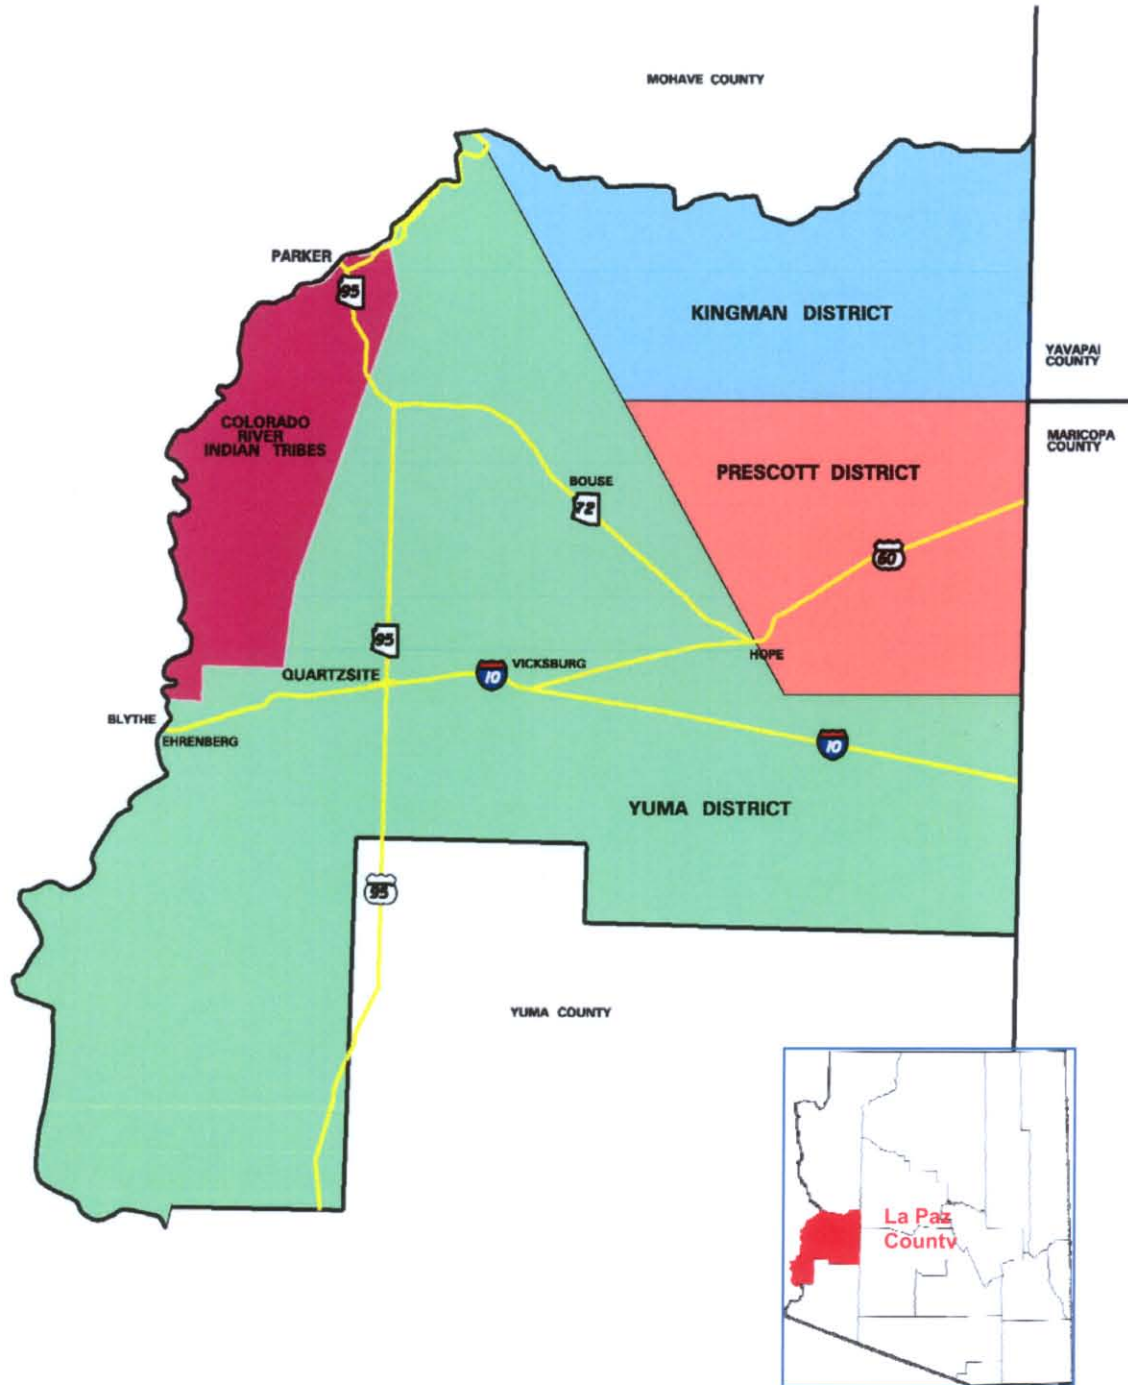 MOHAVE COUNTY
PARKER
95
KINGMAN DISTRICT
YAVAPAI
COUNTY
COLORADO
RIVER
INDIAN TRIBES
MARICOPA
COUNTY
PRESCOTT DISTRICT
BOUSE
72
60
95
HOPE
QUARTZSITE
10
VICKSBURG
BLYTHE
EHRENBERG
10
YUMA DISTRICT
95
YUMA COUNTY
La Paz
County